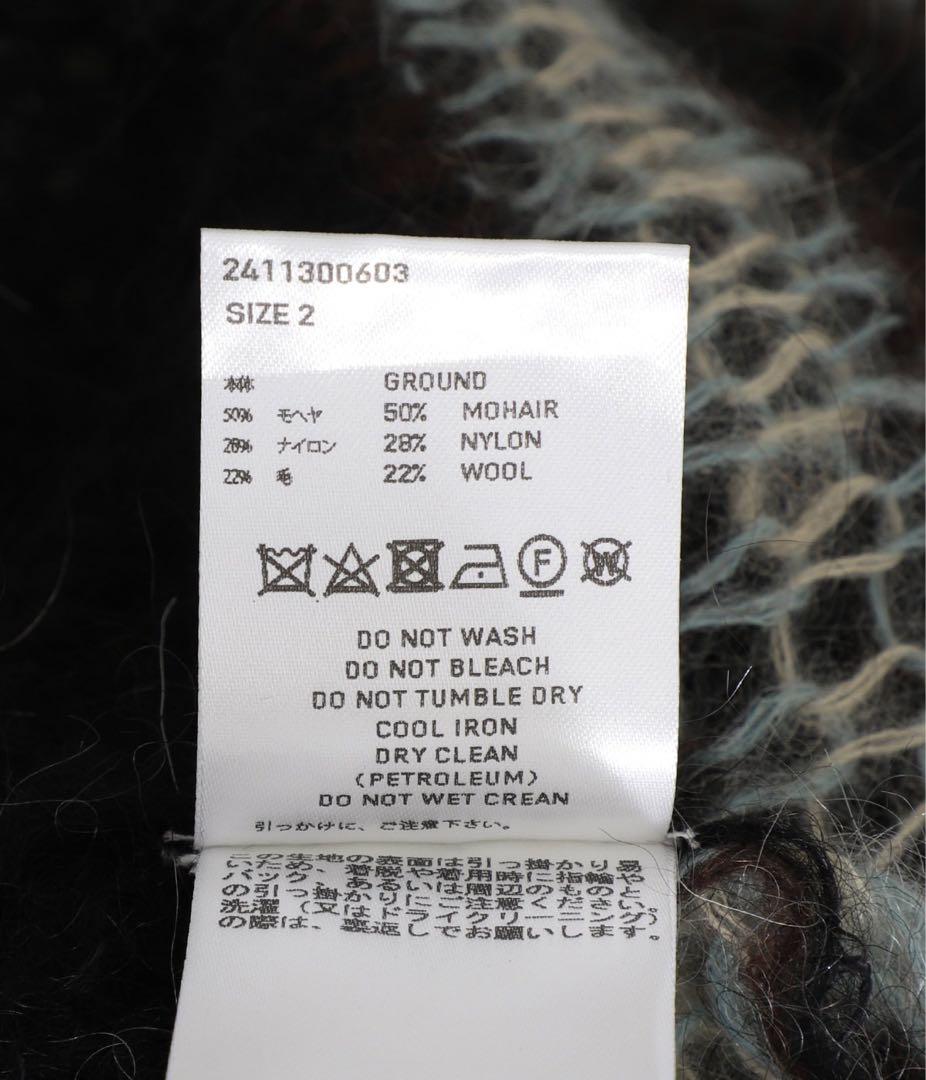 2411300603
SIZE 2
本体 GROUND
50% モヘヤ 50% MOHAIR
28% ナイロン 28% NYLON
22% 毛 22% WOOL
F
W
DO NOT WASH
DO NOT BLEACH
DO NOT TUMBLE DRY
COOL IRON
DRY CLEAN
(PETROLEUM)
DO NOT WET CREAN
引っかけに、ご注意下さい。
この生地の表面は引っ掛かり易
いため、着脱や着用時に指輪や
バック、あるいは周辺のものと
の引っ掛かりにご注意ください。
洗濯（又はドライクリーニング）
の際は、裏返しでお願いします。